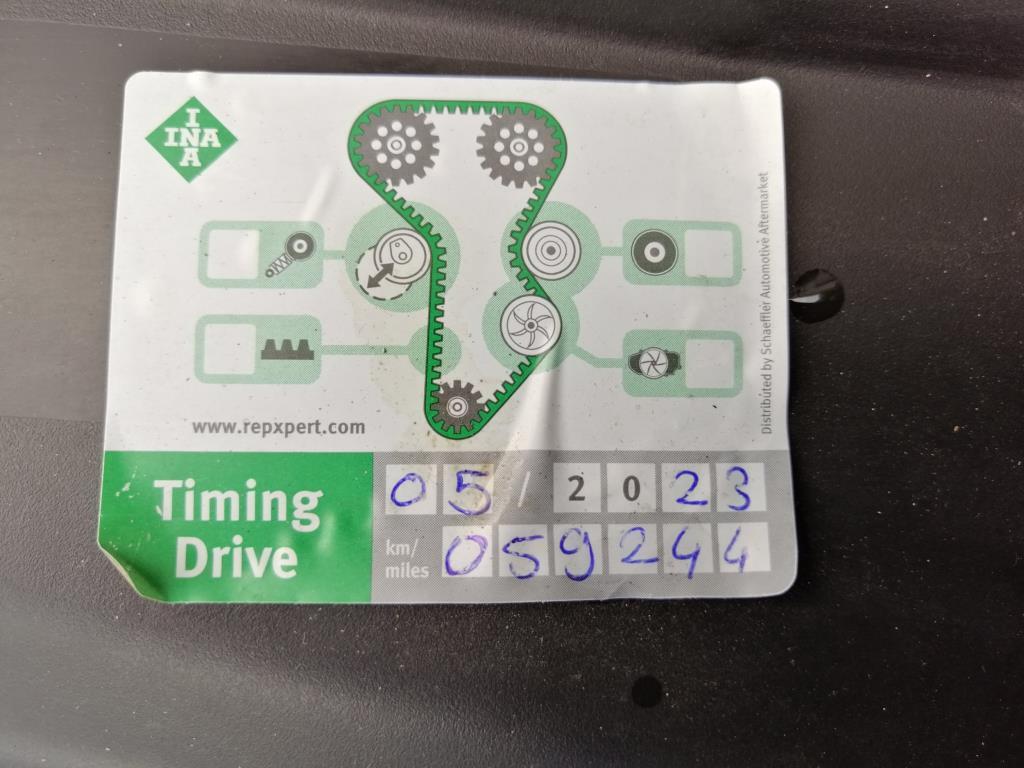 I
INA
A
www.repxpert.com
Distributed by Schaeffler Automotive Aftermarket
Timing
Drive
05 / 2023
km/
miles
059244